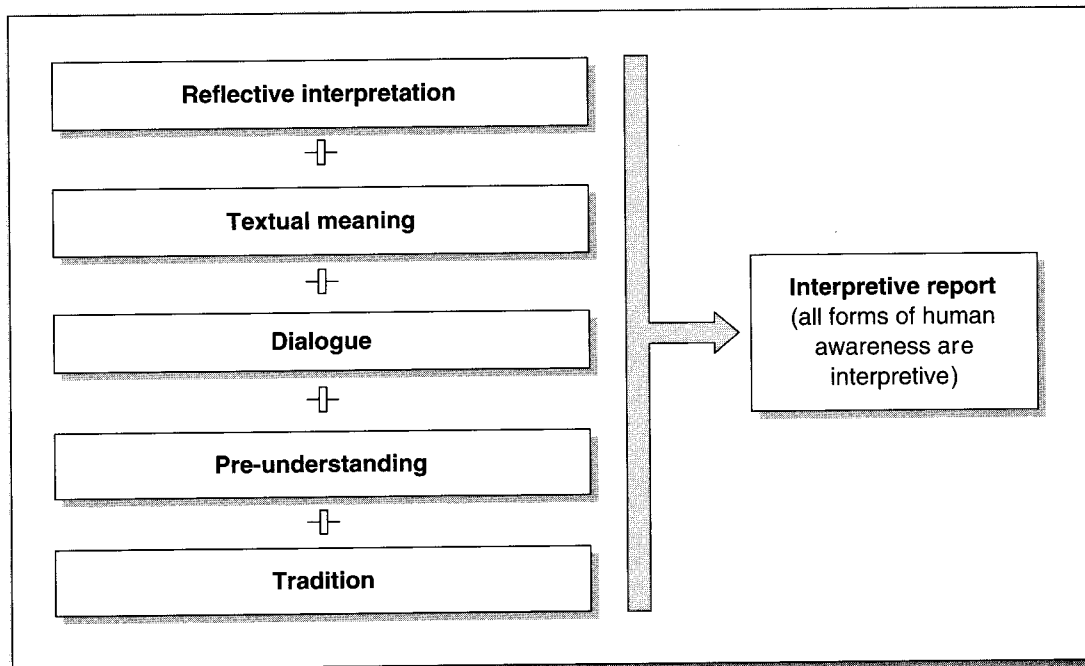 Reflective interpretation
Textual meaning
Dialogue
Pre-understanding
Tradition
Interpretive report
(all forms of human
awareness are
interpretive)